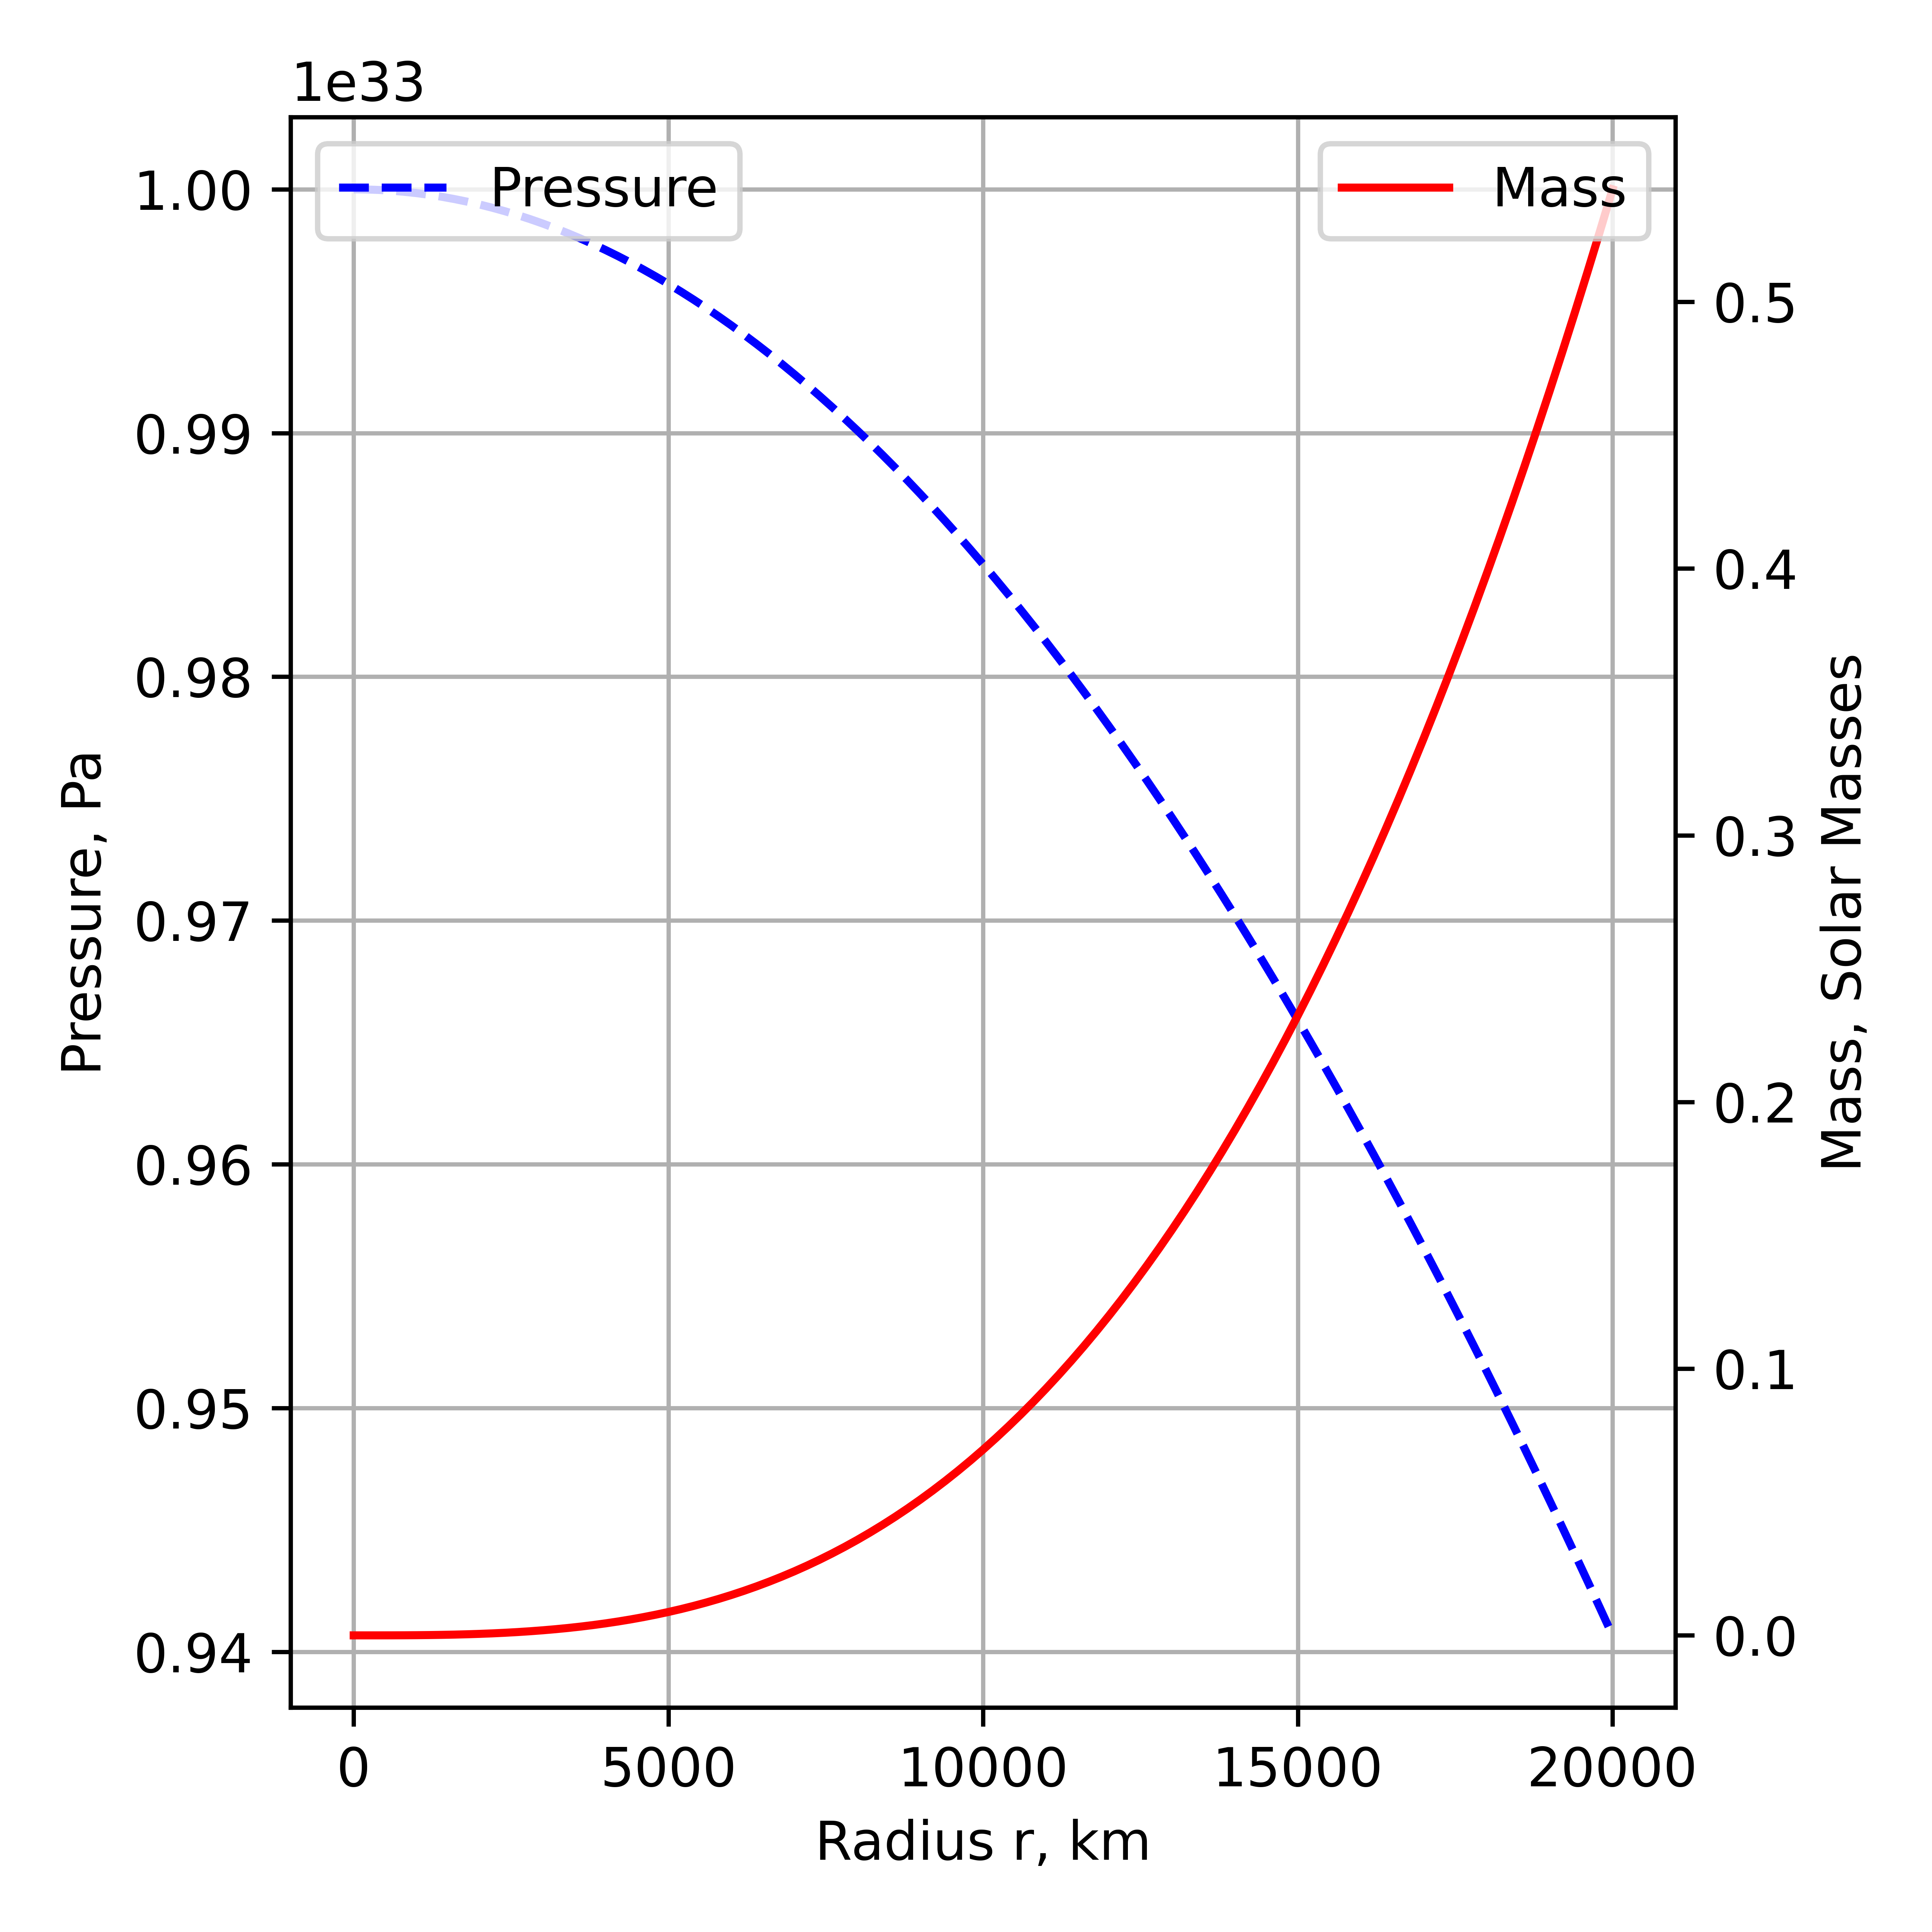 1e33
Pressure
Mass
1.00
0.99
0.98
0.97
0.96
0.95
0.94
Pressure, Pa
0.5
0.4
0.3
0.2
0.1
0.0
Mass, Solar Masses
0 5000 10000 15000 20000
Radius r, km